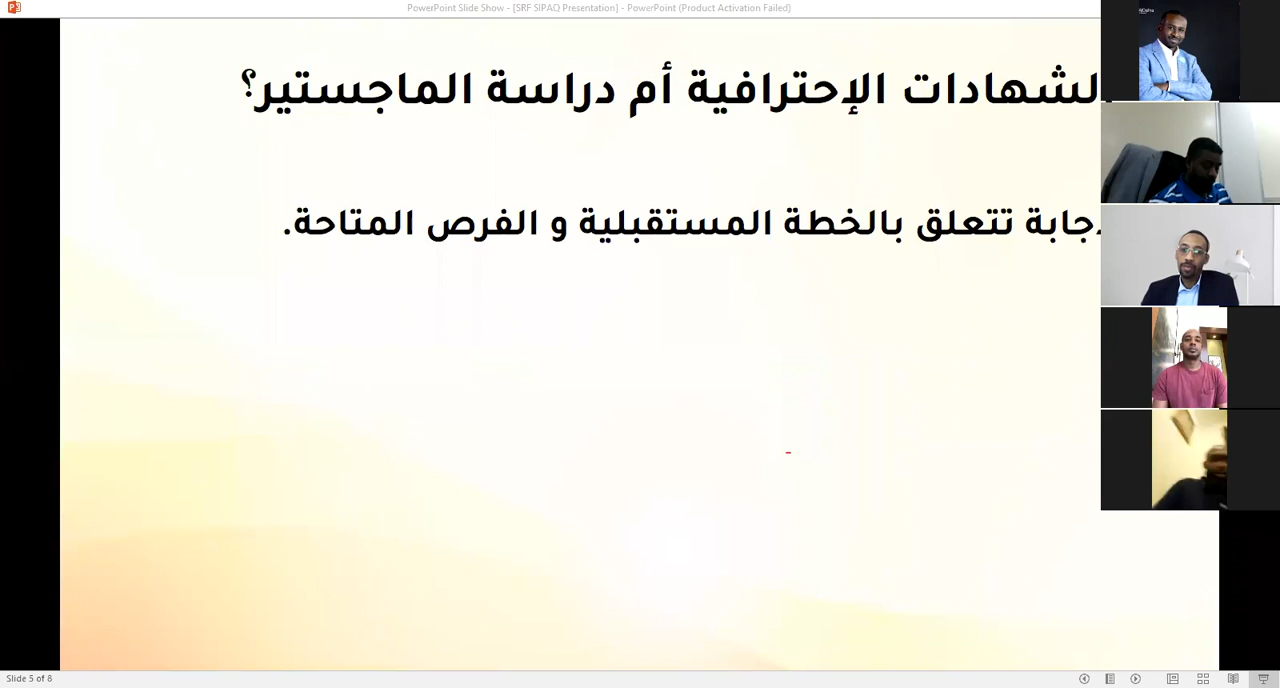 PowerPoint Slide Show - [SRF SIPAQ Presentation] - PowerPoint (Product Activation Failed)
لشهادات الإحترافية أم دراسة الماجستير؟
جابة تتعلق بالخطة المستقبلية و الفرص المتاحة.
Slide 5 of 8